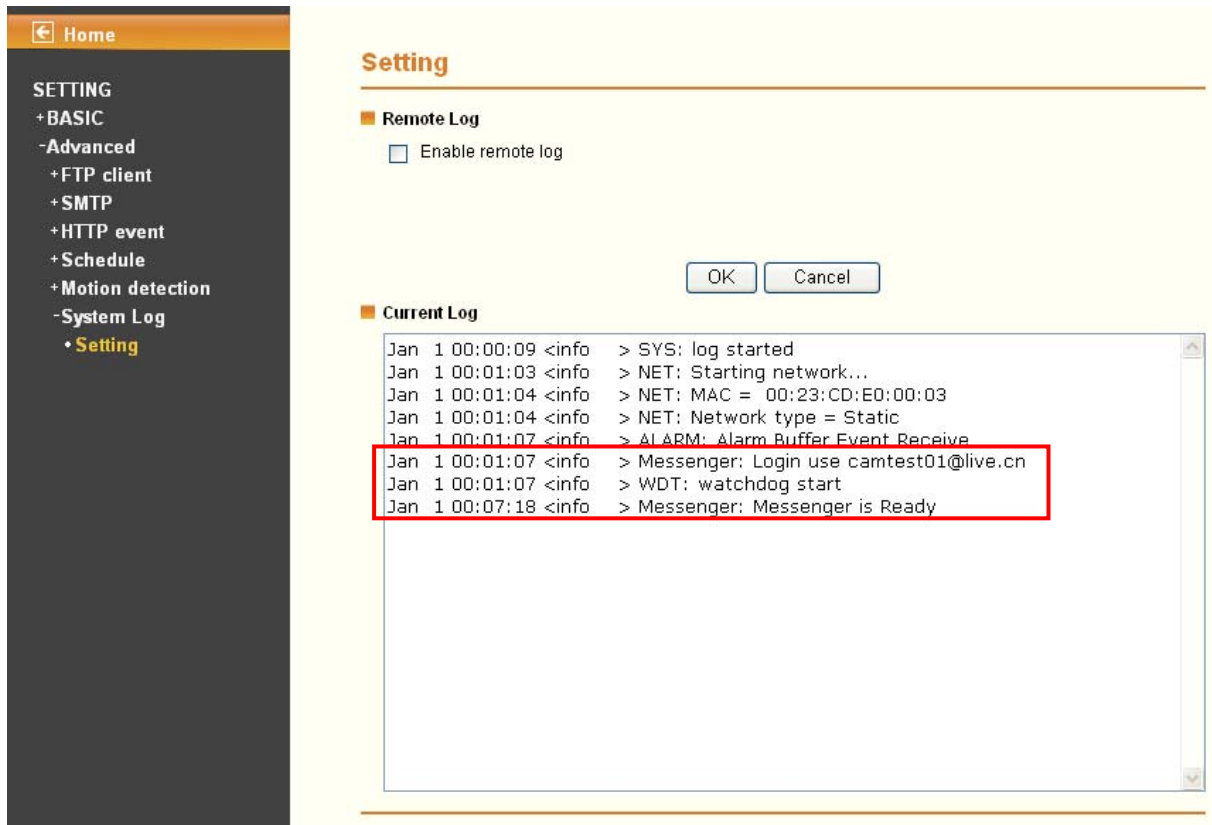 Home
SETTING
+BASIC
-Advanced
+FTP client
+SMTP
+HTTP event
+Schedule
+Motion detection
-System Log
•Setting
Setting
Remote Log
Enable remote log
OK Cancel
Current Log
Jan 1 00:00:09 <info > SYS: log started
Jan 1 00:01:03 <info > NET: Starting network...
Jan 1 00:01:04 <info > NET: MAC = 00:23:CD:E0:00:03
Jan 1 00:01:04 <info > NET: Network type = Static
Jan 1 00:01:07 <info > ALARM: Alarm Buffer Event Receive
Jan 1 00:01:07 <info > Messenger: Login use camtest01@live.cn
Jan 1 00:01:07 <info > WDT: watchdog start
Jan 1 00:07:18 <info > Messenger: Messenger is Ready